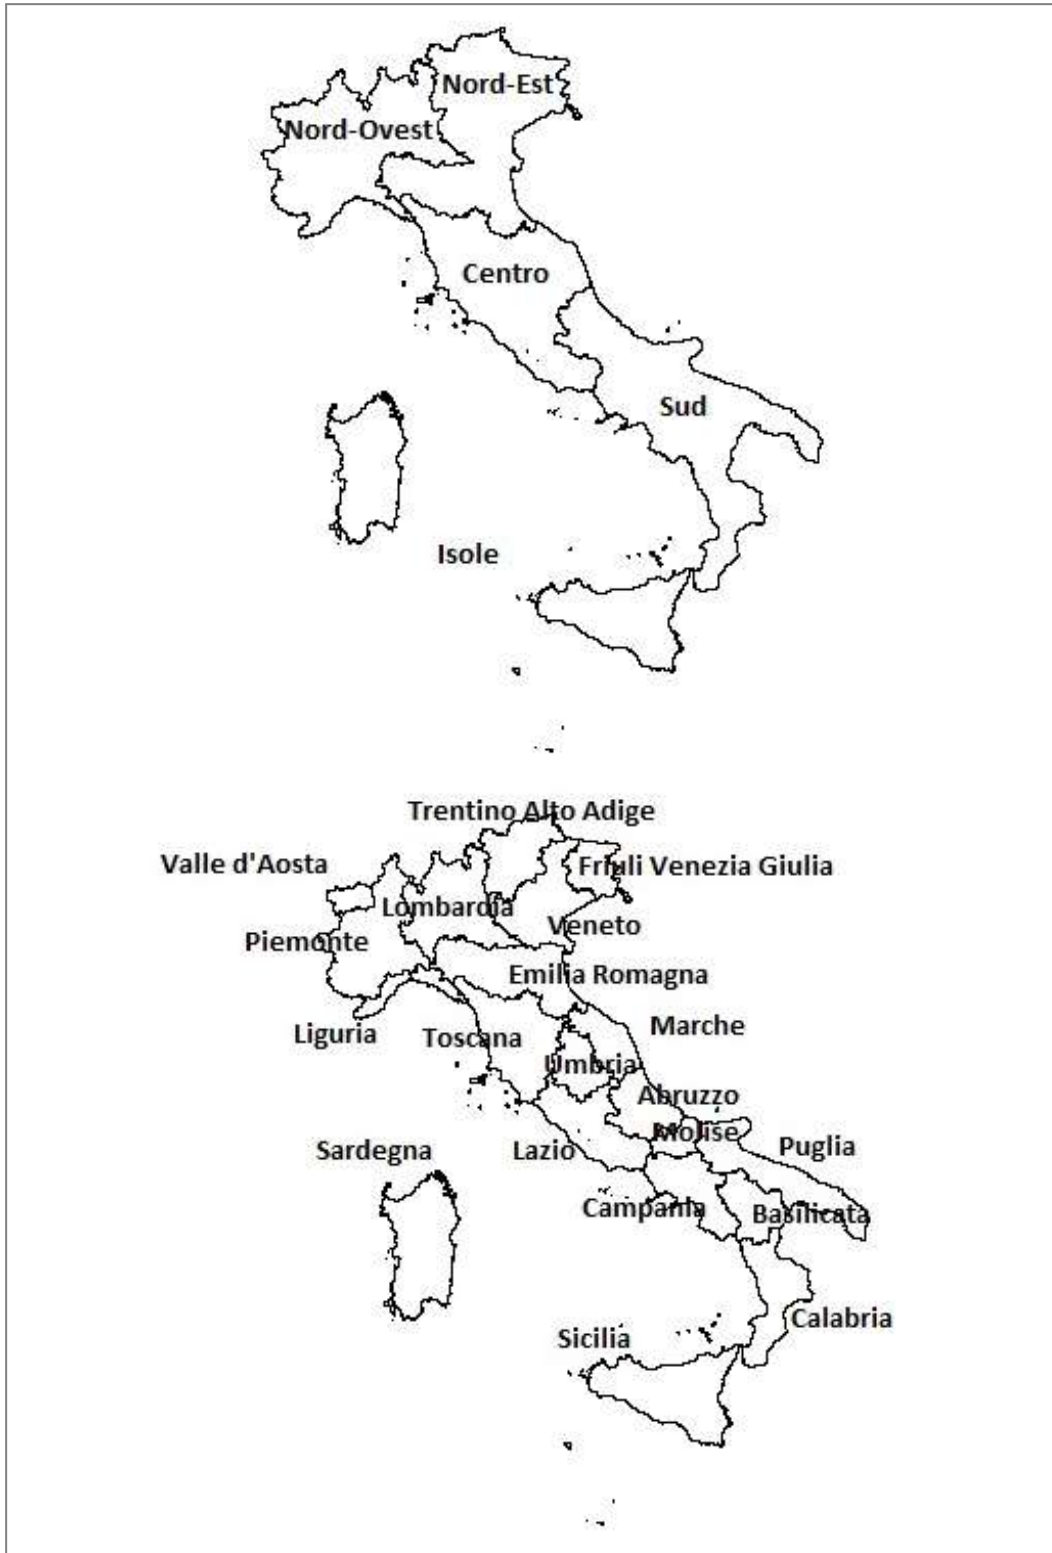 Nord-Est
Nord-Ovest
Centro
Sud
Isole
Trentino Alto Adige
Valle d'Aosta
Friuli Venezia Giulia
Lombardia
Veneto
Piemonte
Emilia Romagna
Liguria
Toscana
Marche
Umbria
Abruzzo
Molise
Puglia
Sardegna
Lazio
Campania
Basilicata
Calabria
Sicilia